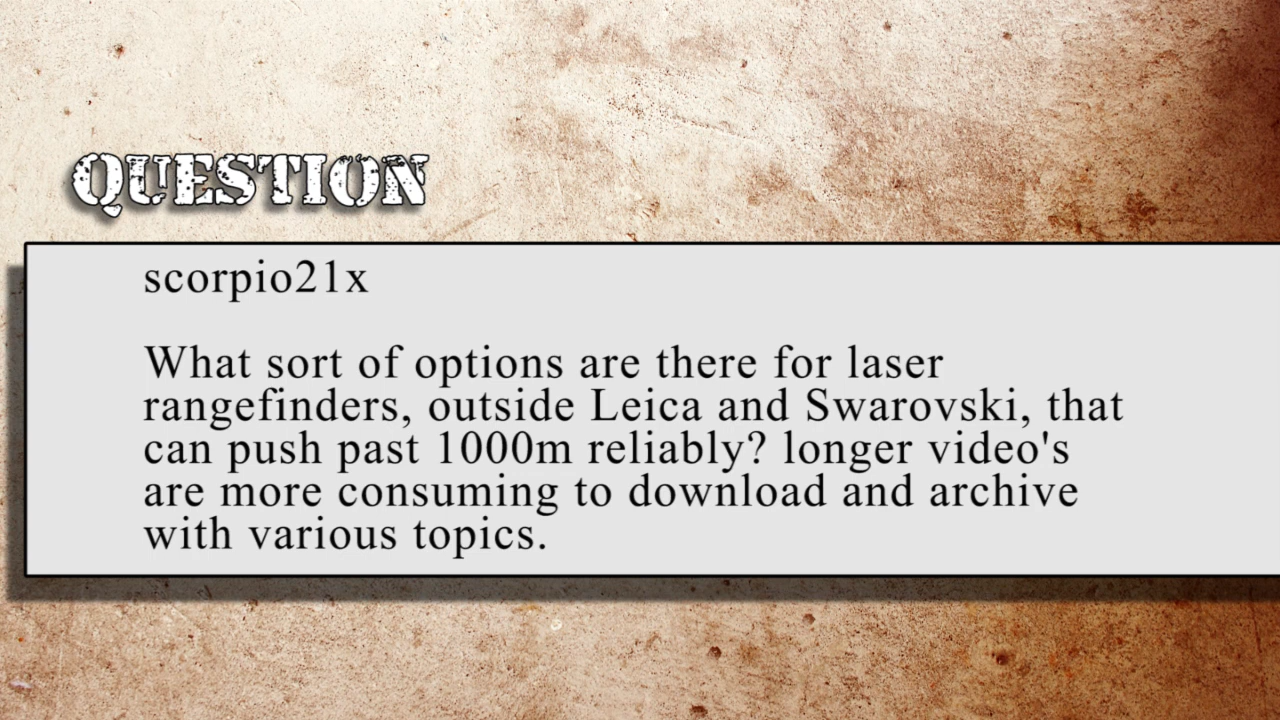 QUESTION
scorpio21x
What sort of options are there for laser
rangefinders, outside Leica and Swarovski, that
can push past 1000m reliably? longer video's
are more consuming to download and archive
with various topics.